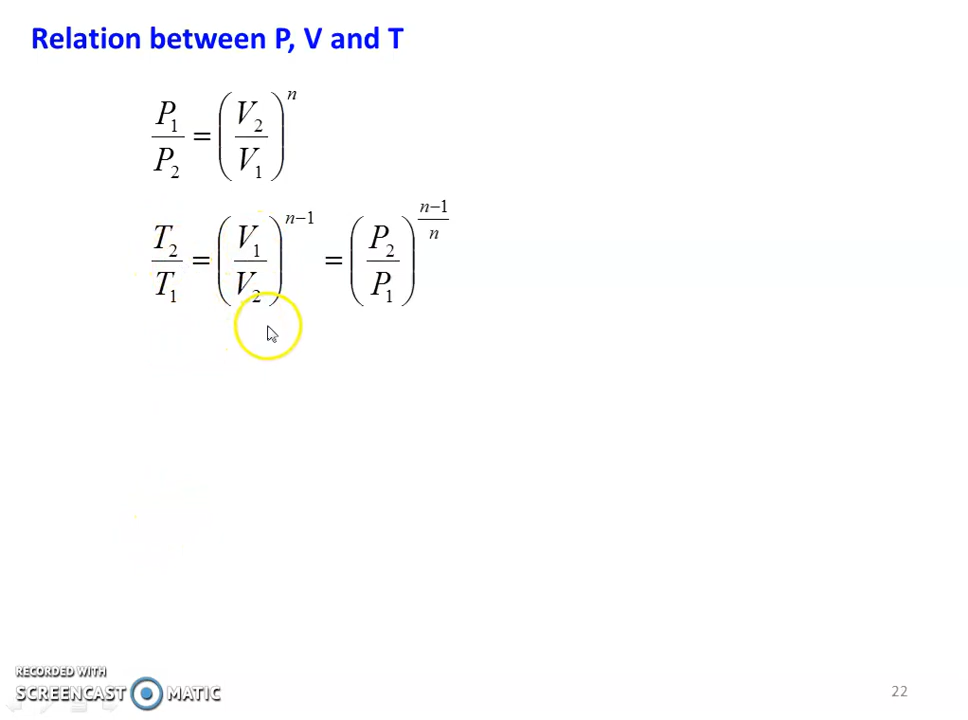 Relation between P, V and T
P₁/P₂ = (V₂/V₁)ⁿ
T₂/T₁ = (V₁/V₂)ⁿ⁻¹ = (P₂/P₁)^((n−1)/n)
RECORDED WITH
SCREENCAST MATIC
22